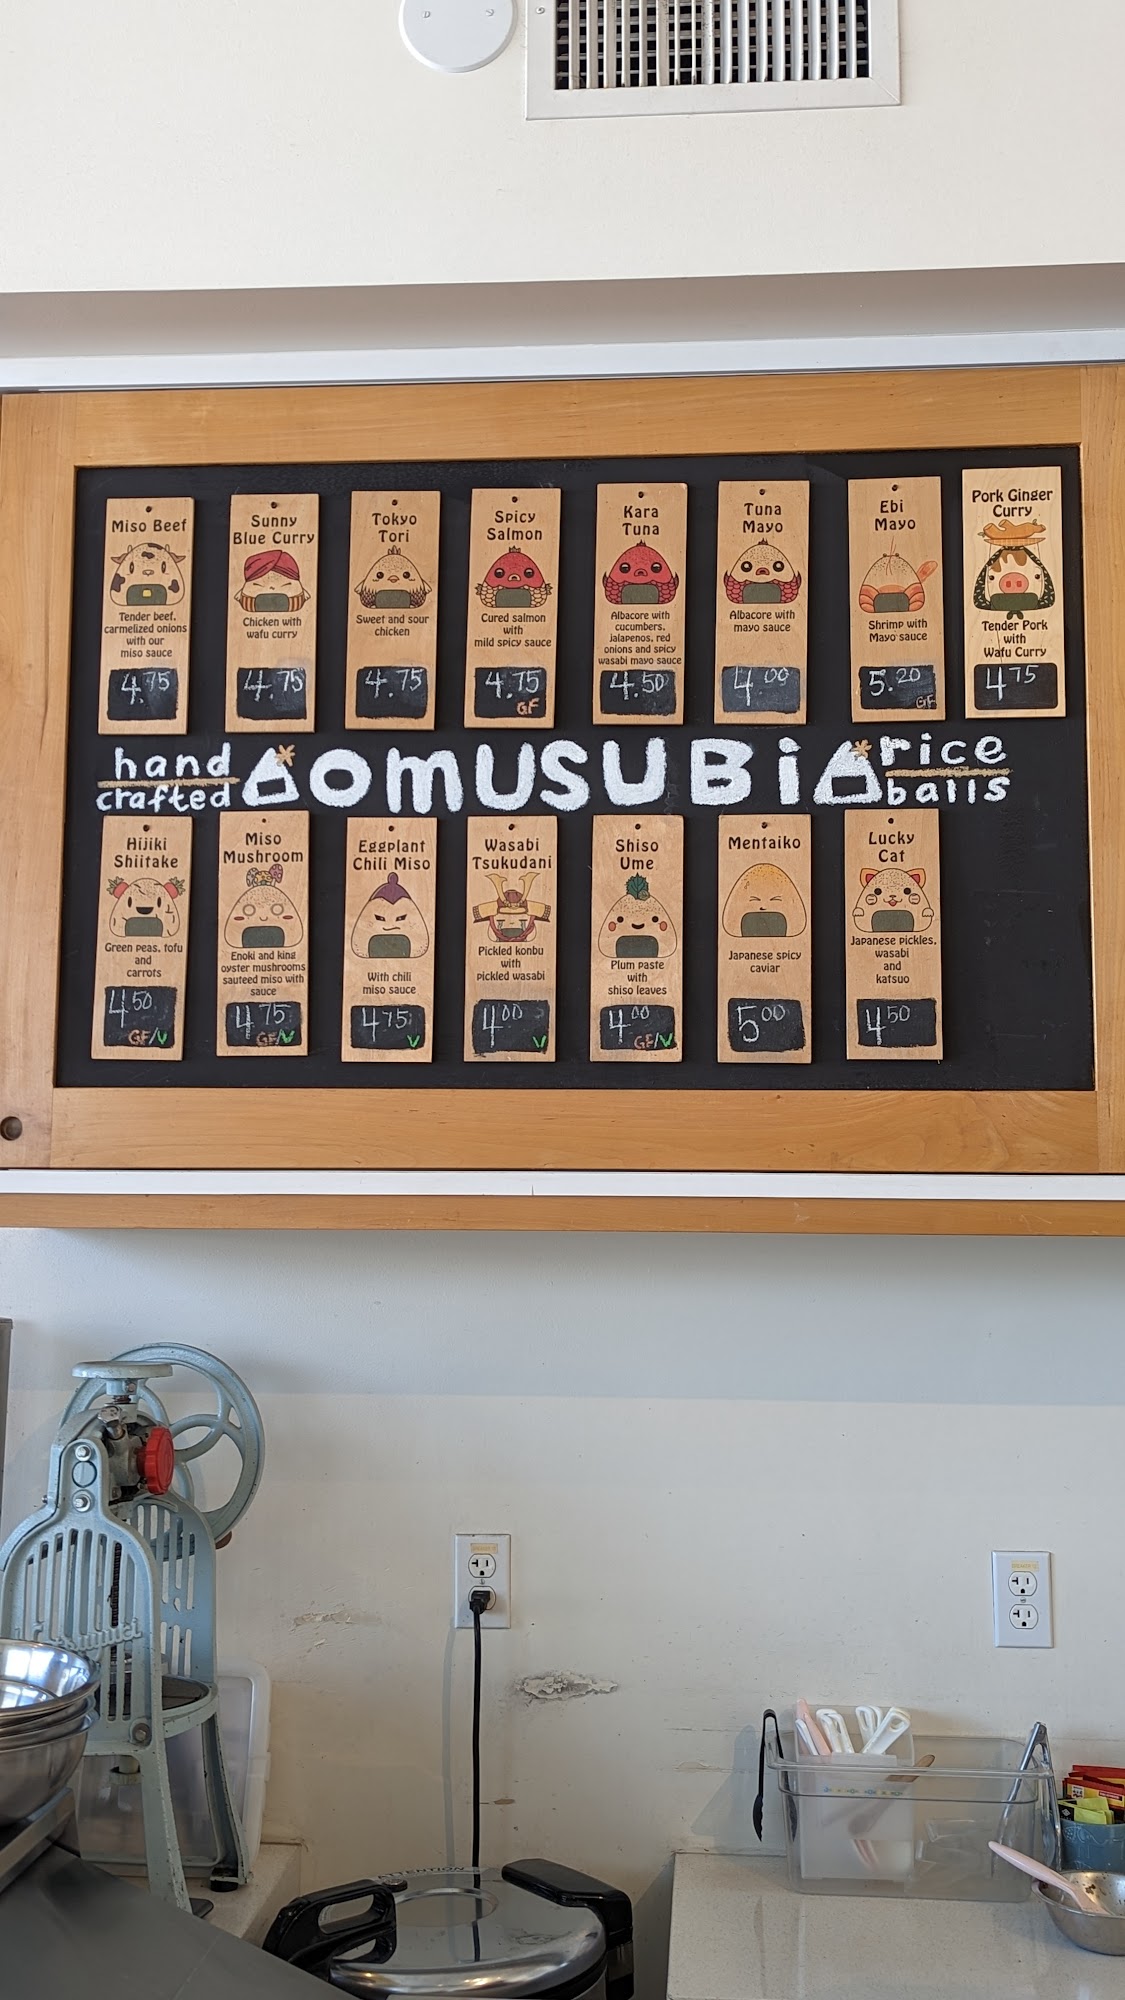 Miso Beef
Tender beef,
carmelized onions
with our
miso sauce
4.75
Sunny
Blue Curry
Chicken with
wafu curry
4.75
Tokyo
Tori
Sweet and sour
chicken
4.75
Spicy
Salmon
Cured salmon
with
mild spicy sauce
4.75
GF
Kara
Tuna
Albacore with
cucumbers,
jalapenos, red
onions and spicy
wasabi mayo sauce
4.50
Tuna
Mayo
Albacore with
mayo sauce
4.00
Ebi
Mayo
Shrimp with
Mayo sauce
5.20
GF
Pork Ginger
Curry
Tender Pork
with
Wafu Curry
4 75
hand
crafted
OMUSUBi
rice
balls
Hijiki
Shiitake
Green peas, tofu
and
carrots
4 50
GF/V
Miso
Mushroom
Enoki and king
oyster mushrooms
sauteed miso with
sauce
4 75
GF/V
Eggplant
Chili Miso
With chili
miso sauce
4 75
V
Wasabi
Tsukudani
Pickled konbu
with
pickled wasabi
4 00
V
Shiso
Ume
Plum paste
with
shiso leaves
4 00
GF/V
Mentaiko
Japanese spicy
caviar
5 00
Lucky
Cat
Japanese pickles,
wasabi
and
katsuo
4 50
ATTENTION